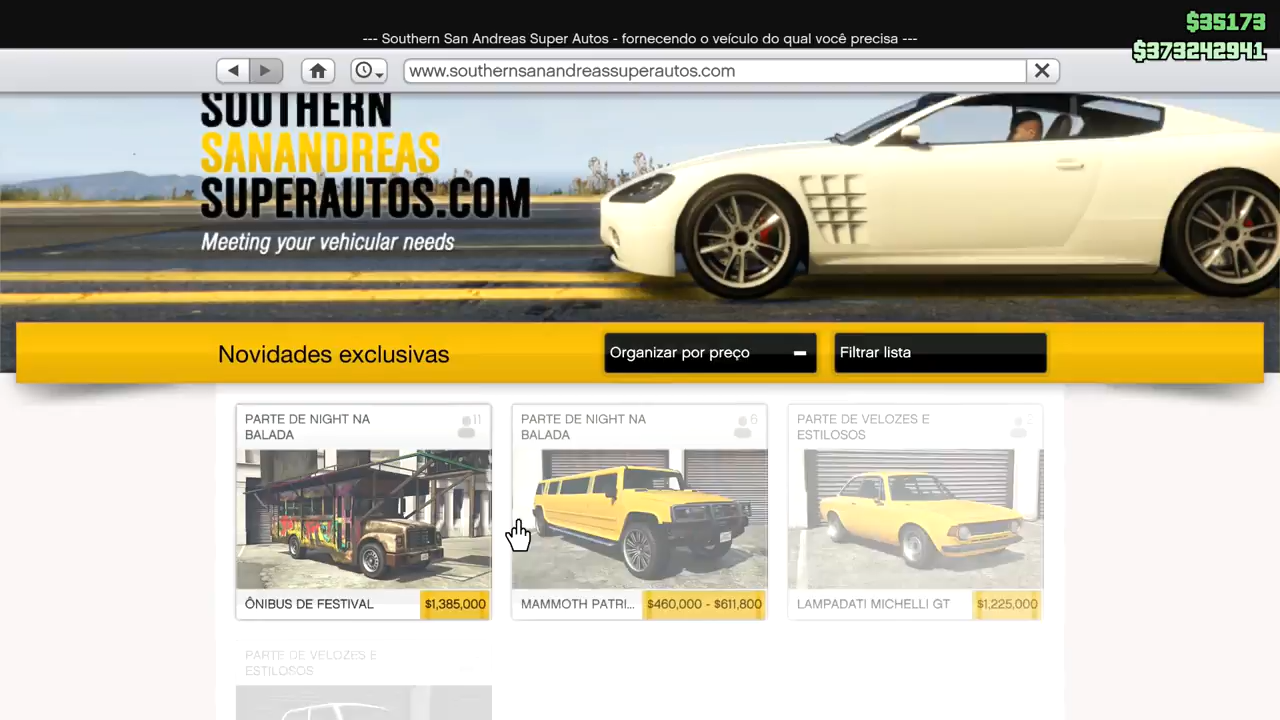 $35173
--- Southern San Andreas Super Autos - fornecendo o veículo do qual você precisa ---
$373242941
www.southernsanandreassuperautos.com
SOUTHERN
SANANDREAS
SUPERAUTOS.COM
Meeting your vehicular needs
Novidades exclusivas
Organizar por preço
Filtrar lista
PARTE DE NIGHT NA
BALADA
11
PARTE DE NIGHT NA
BALADA
6
PARTE DE VELOZES E
ESTILOSOS
2
ÔNIBUS DE FESTIVAL
$1,385,000
MAMMOTH PATRI...
$460,000 - $611,800
LAMPADATI MICHELLI GT
$1,225,000
PARTE DE VELOZES E
ESTILOSOS